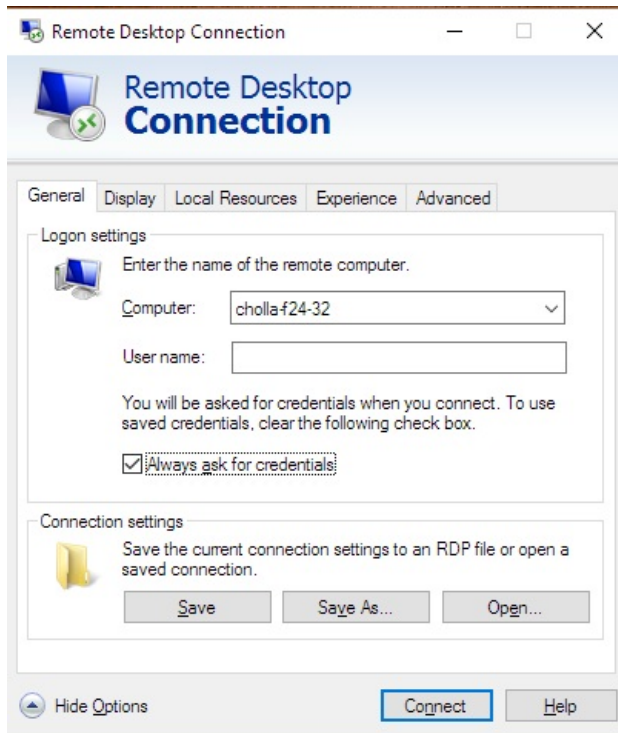 Remote Desktop Connection
Remote Desktop
Connection
General Display Local Resources Experience Advanced
Logon settings
Enter the name of the remote computer.
Computer: cholla-f24-32
User name:
You will be asked for credentials when you connect. To use
saved credentials, clear the following check box.
Always ask for credentials
Connection settings
Save the current connection settings to an RDP file or open a
saved connection.
Save Save As... Open...
Hide Options Connect Help